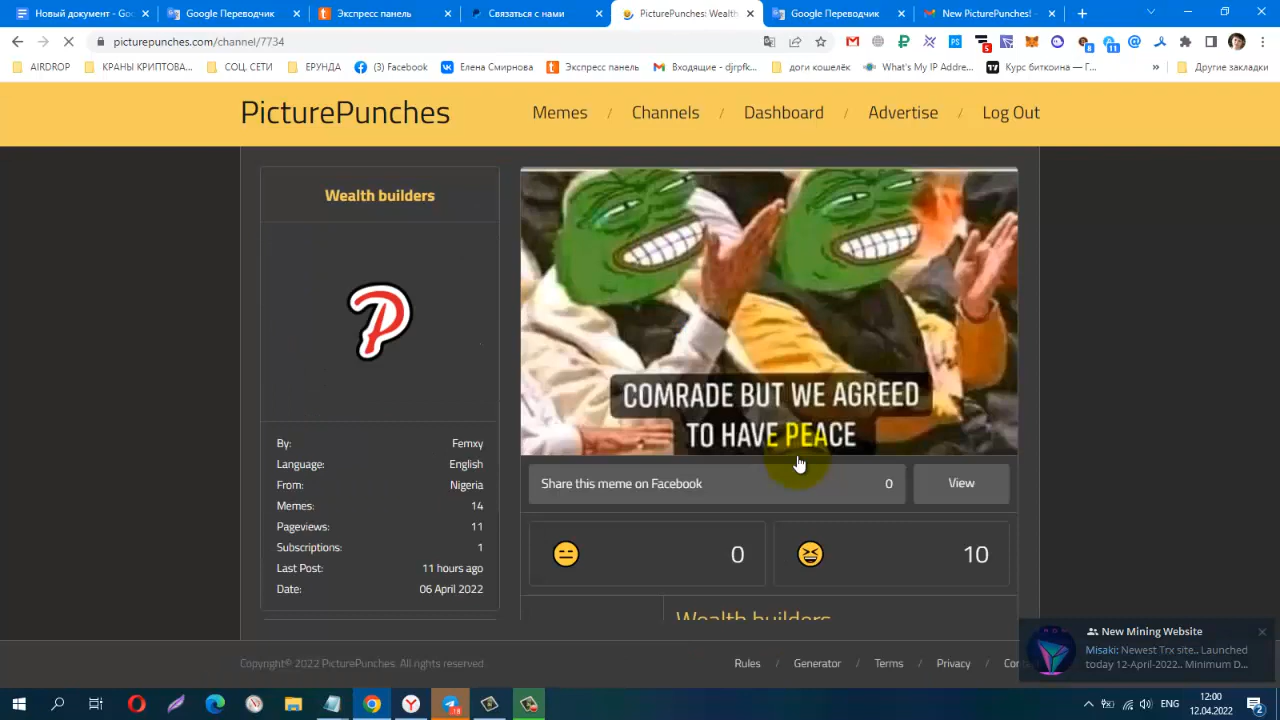 Новый документ - Goo
Google Переводчик
Экспресс панель
Связаться с нами
PicturePunches: Wealth
Google Переводчик
New PicturePunches! -
picturepunches.com/channel/7734
5
8
11
AIRDROP
КРАНЫ КРИПТОВА...
СОЦ. СЕТИ
ЕРУНДА
(3) Facebook
Елена Смирнова
Экспресс панель
Входящие - djrpfk...
доги кошелёк
What's My IP Addre...
Курс биткоина — Г...
»
Другие закладки
PicturePunches
Memes / Channels / Dashboard / Advertise / Log Out
Wealth builders
P
By: Femxy
Language: English
From: Nigeria
Memes: 14
Pageviews: 11
Subscriptions: 1
Last Post: 11 hours ago
Date: 06 April 2022
COMRADE BUT WE AGREED
TO HAVE PEACE
Share this meme on Facebook 0
View
0
10
Wealth builders
Copyright© 2022 PicturePunches. All rights reserved
Rules
Generator
Terms
Privacy
New Mining Website
Misaki: Newest Trx site.. Launched
today 12-April-2022.. Minimum D...
18
ENG
12:00
12.04.2022
2